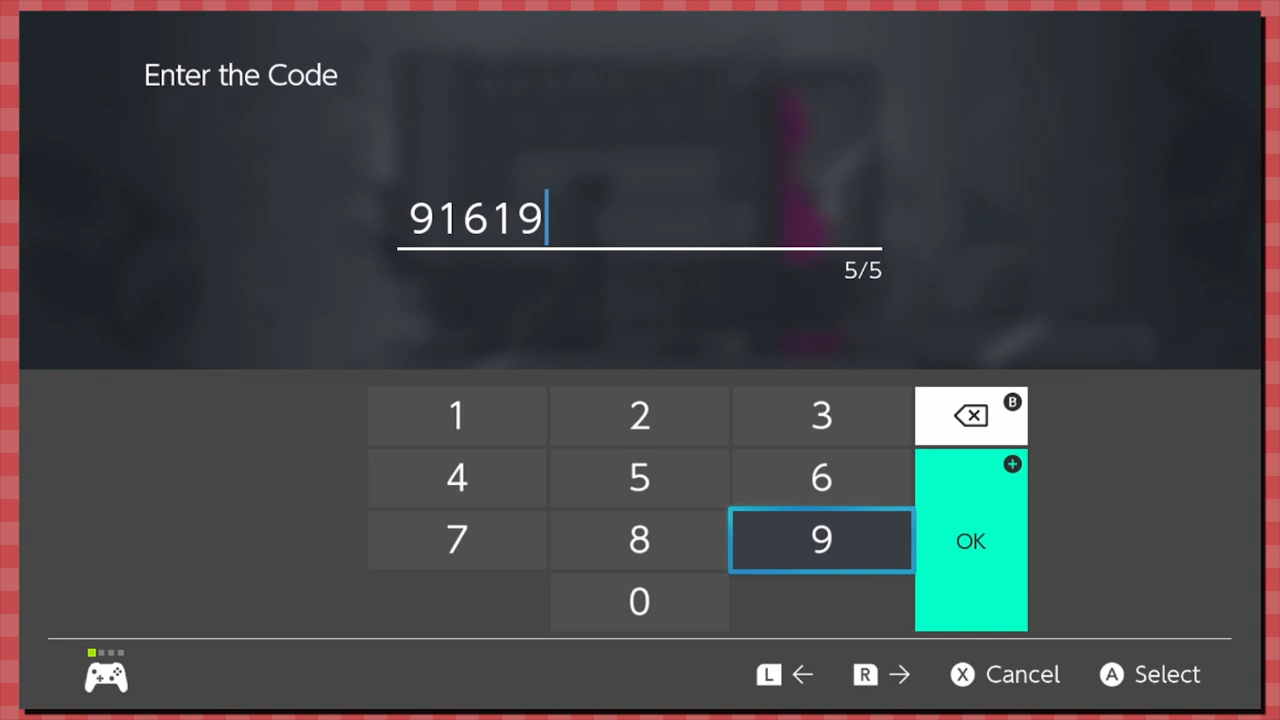 Enter the Code
91619
5/5
1 2 3 B
4 5 6 +
7 8 9 OK
0
L ← R → X Cancel A Select